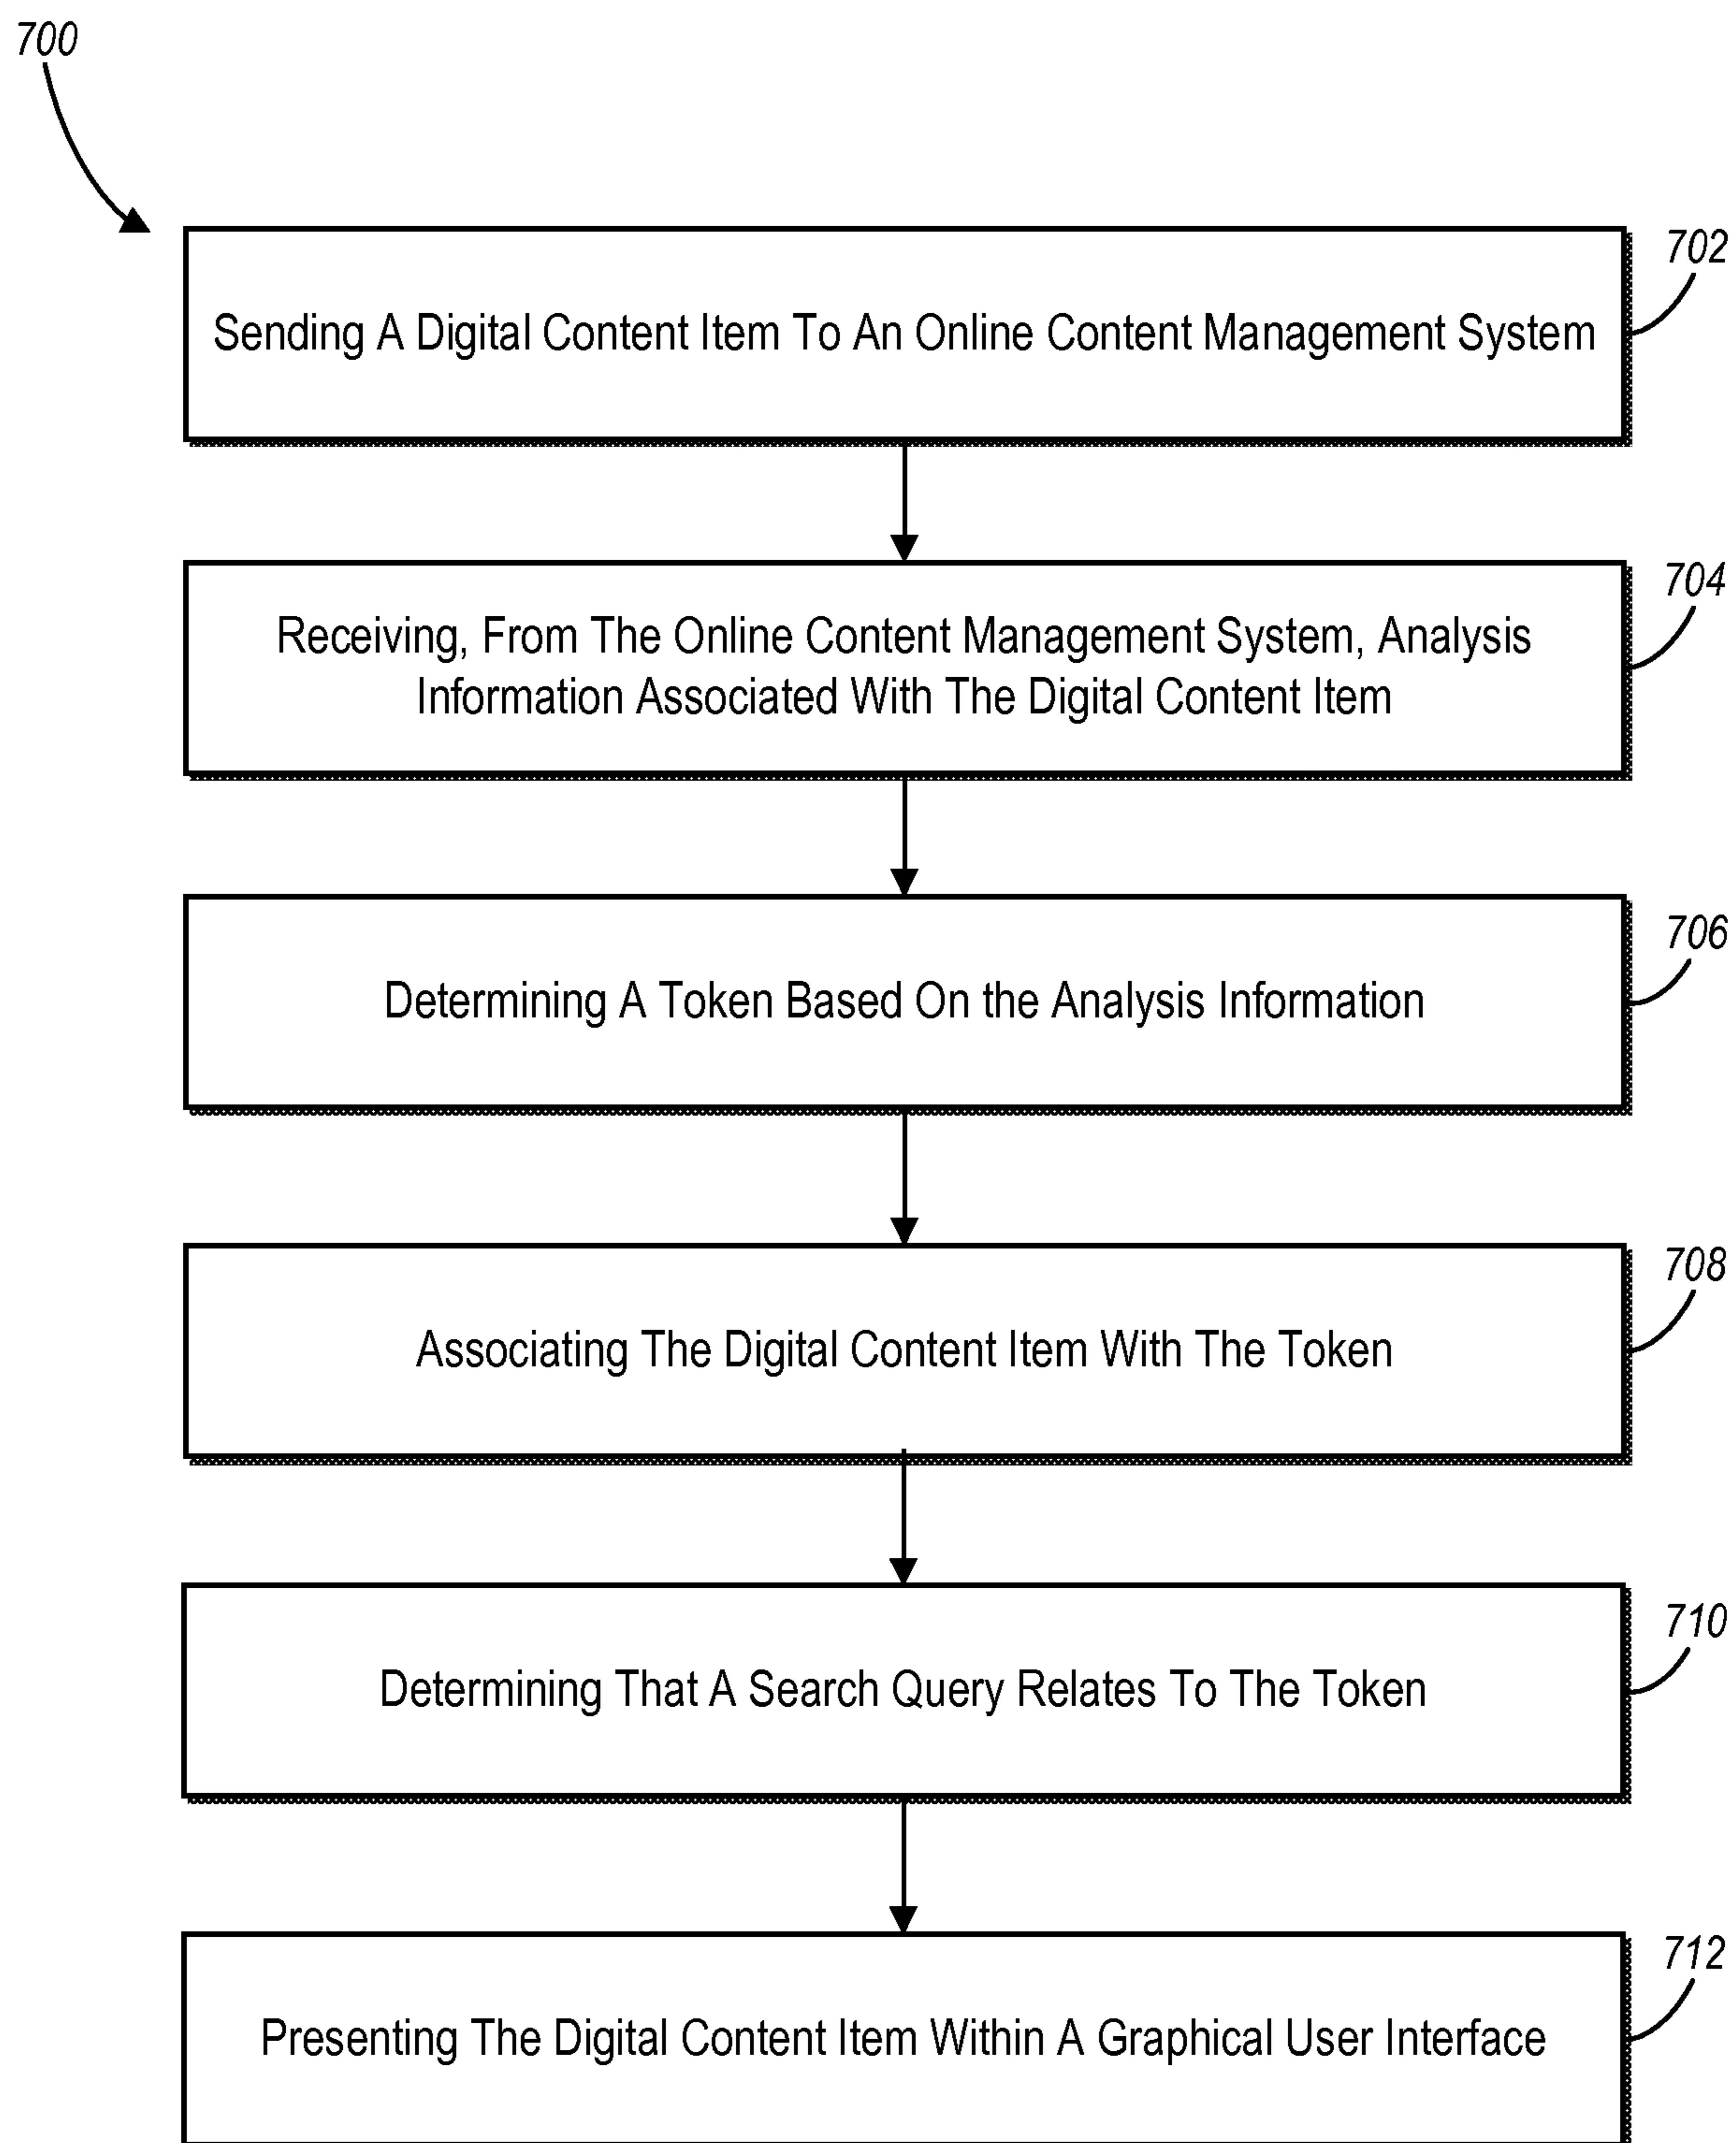 700
702
Sending A Digital Content Item To An Online Content Management System
704
Receiving, From The Online Content Management System, Analysis
Information Associated With The Digital Content Item
706
Determining A Token Based On the Analysis Information
708
Associating The Digital Content Item With The Token
710
Determining That A Search Query Relates To The Token
712
Presenting The Digital Content Item Within A Graphical User Interface